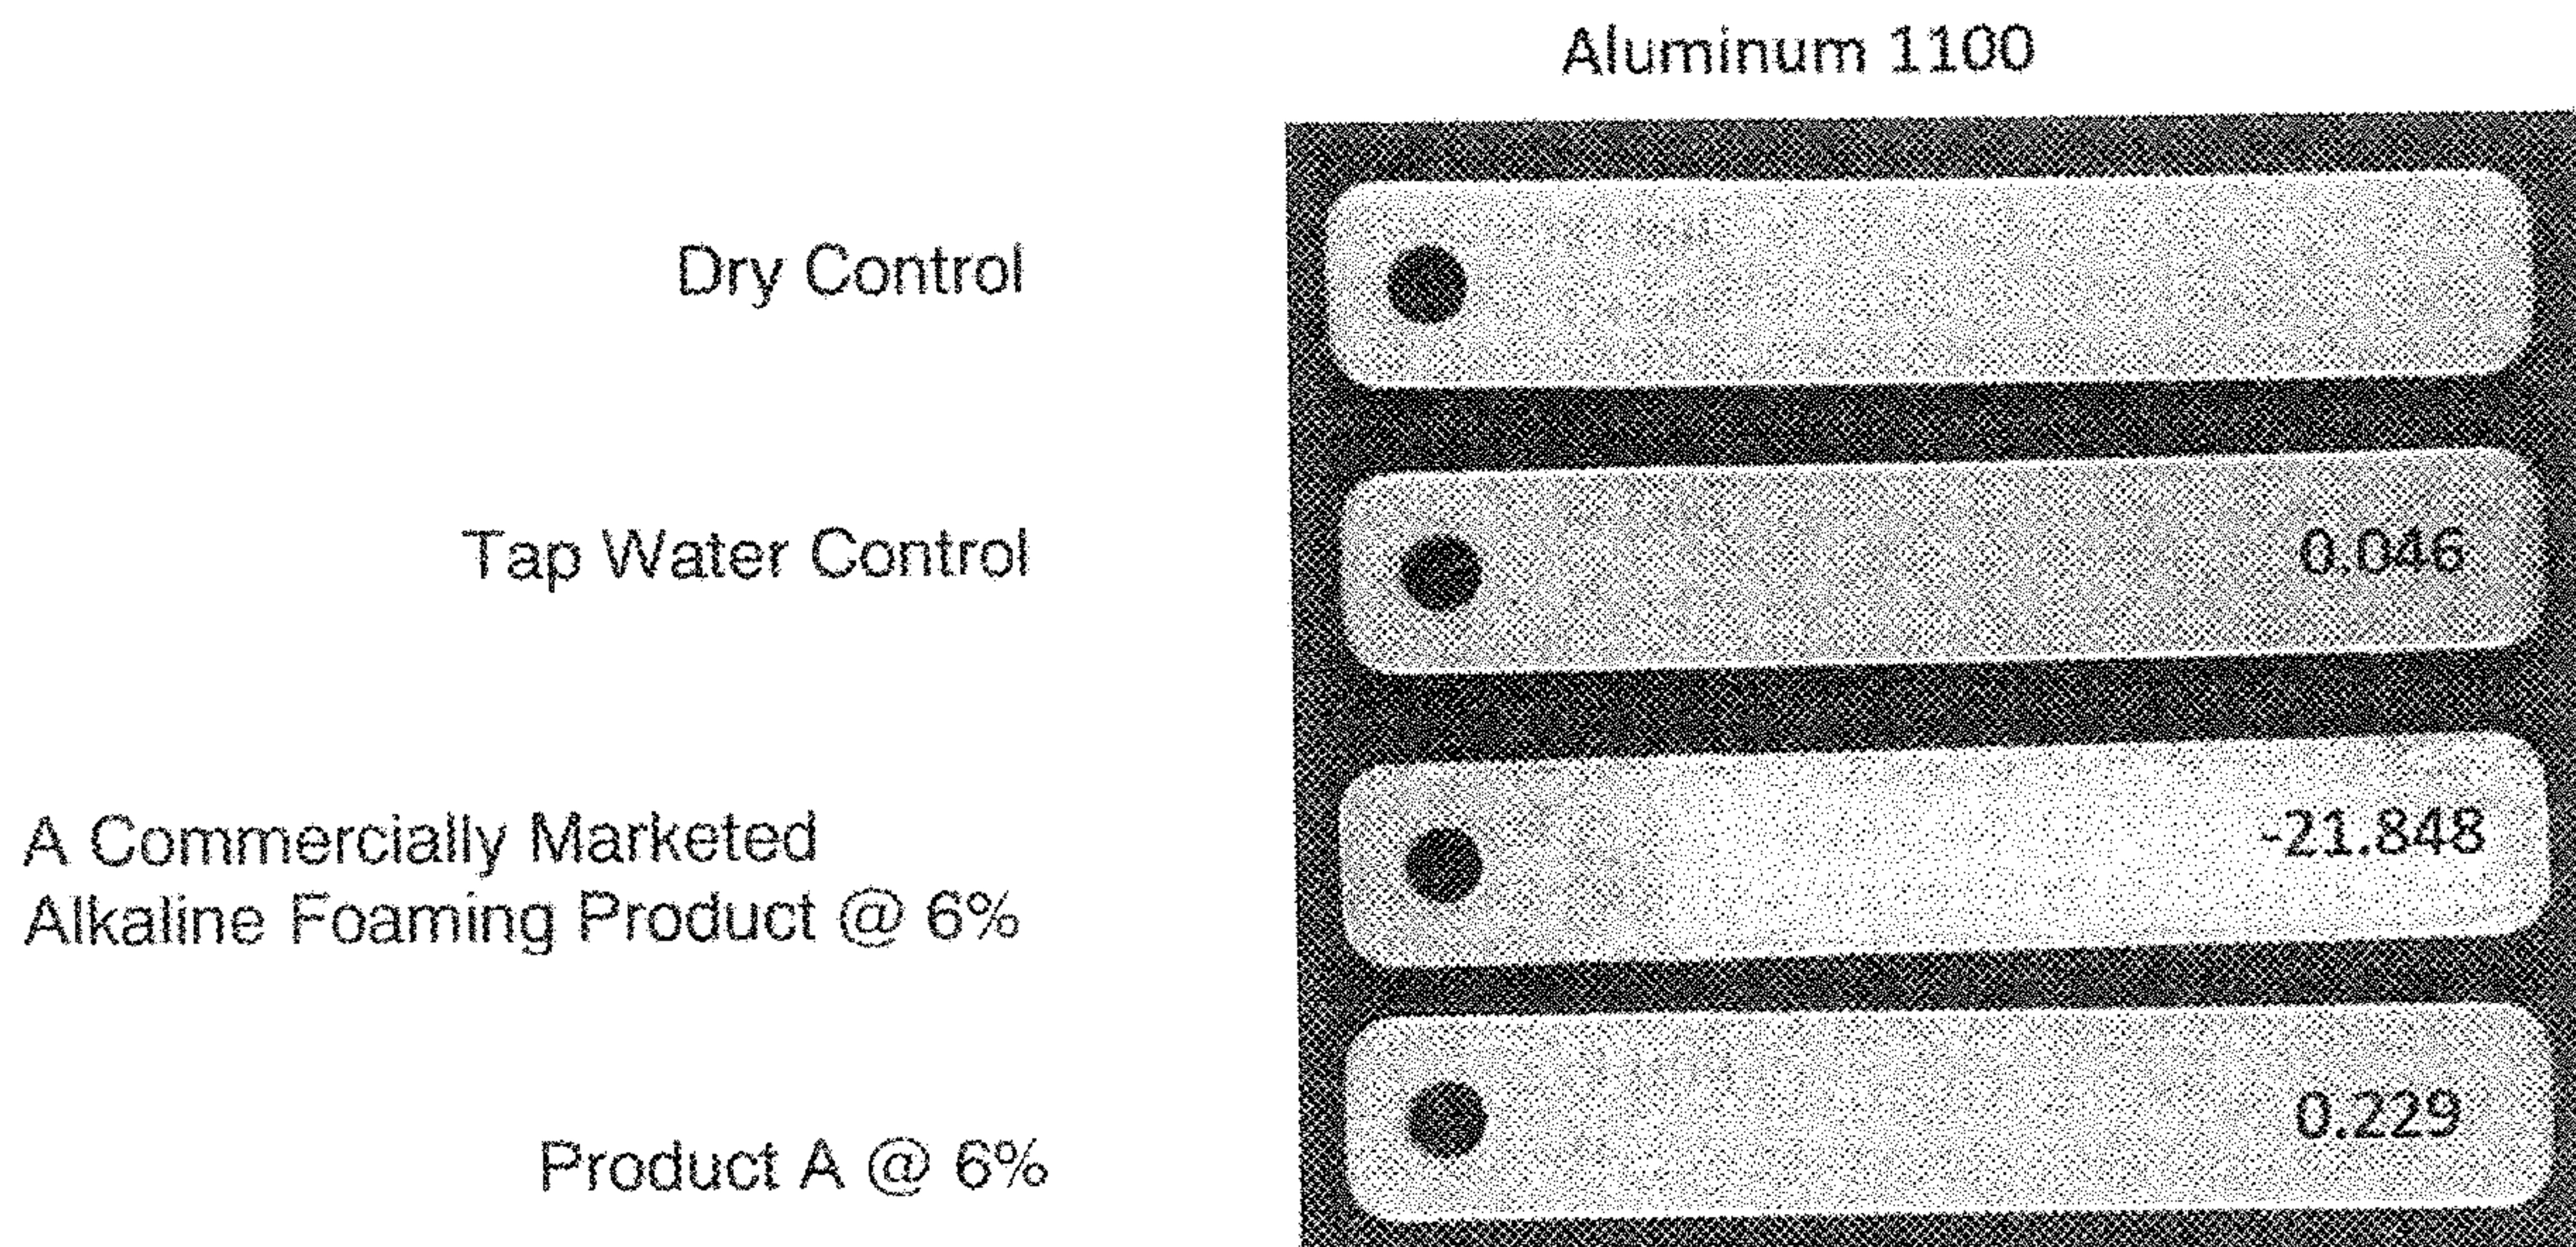 Aluminum 1100
Dry Control
Tap Water Control
0.046
A Commercially Marketed
Alkaline Foaming Product @ 6%
-21.848
Product A @ 6%
0.229